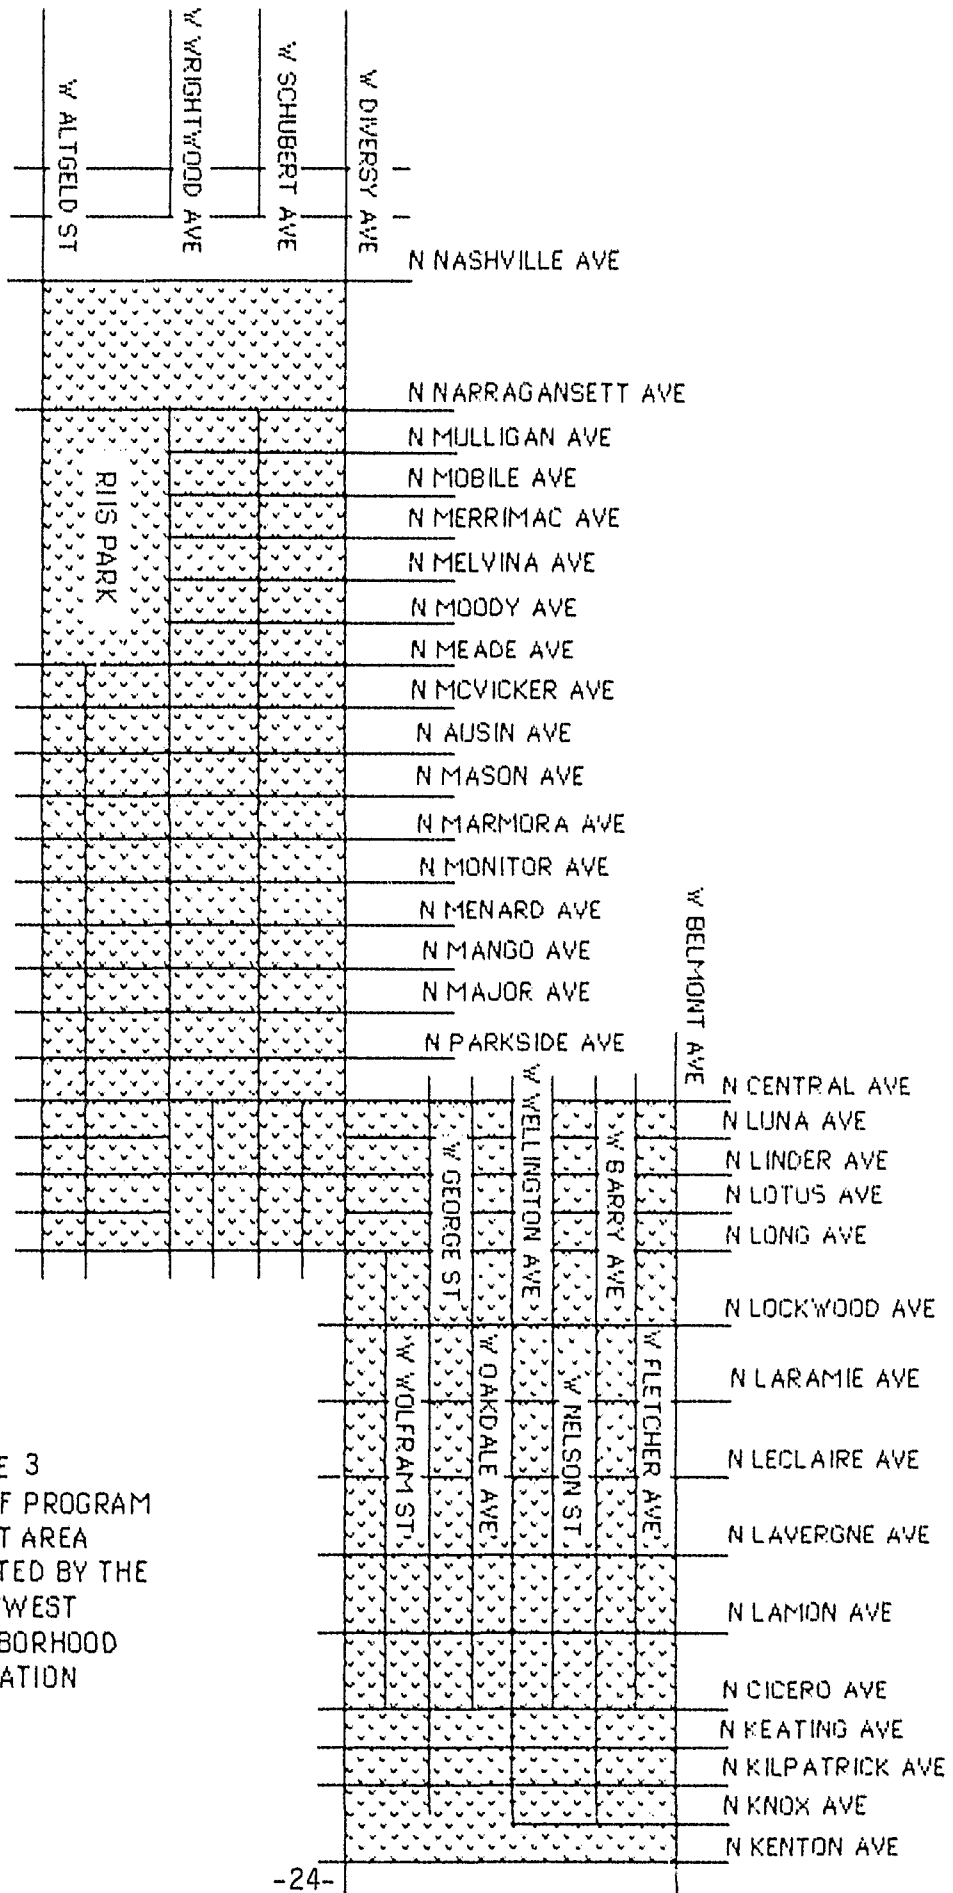 W ALTGELD ST
W WRIGHTWOOD AVE
W SCHUBERT AVE
W DIVERSY AVE
N NASHVILLE AVE
N NARRAGANSETT AVE
N MULLIGAN AVE
N MOBILE AVE
N MERRIMAC AVE
N MELVINA AVE
N MOODY AVE
N MEADE AVE
RIIS PARK
N MCVICKER AVE
N AUSIN AVE
N MASON AVE
N MARMORA AVE
N MONITOR AVE
N MENARD AVE
N MANGO AVE
N MAJOR AVE
N PARKSIDE AVE
W BELMONT AVE
N CENTRAL AVE
N LUNA AVE
N LINDER AVE
N LOTUS AVE
N LONG AVE
W GEORGE ST
W WELLINGTON AVE
W BARRY AVE
N LOCKWOOD AVE
N LARAMIE AVE
N LECLAIRE AVE
N LAVERGNE AVE
N LAMON AVE
W WOLFRAM ST
W OAKDALE AVE
W NELSON ST
W FLETCHER AVE
N CICERO AVE
N KEATING AVE
N KILPATRICK AVE
N KNOX AVE
N KENTON AVE
E 3
F PROGRAM
T AREA
TED BY THE
WEST
BORHOOD
ATION
-24-